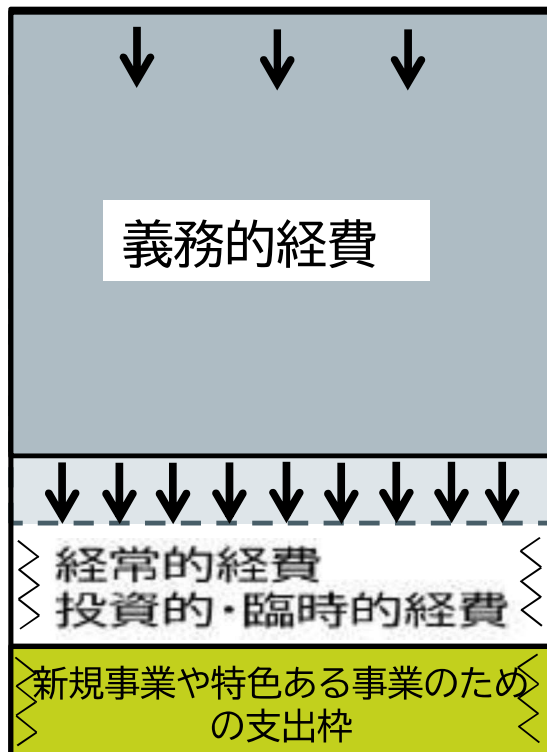 義務的経費
経常的経費
投資的・臨時的経費
新規事業や特色ある事業のため
の支出枠